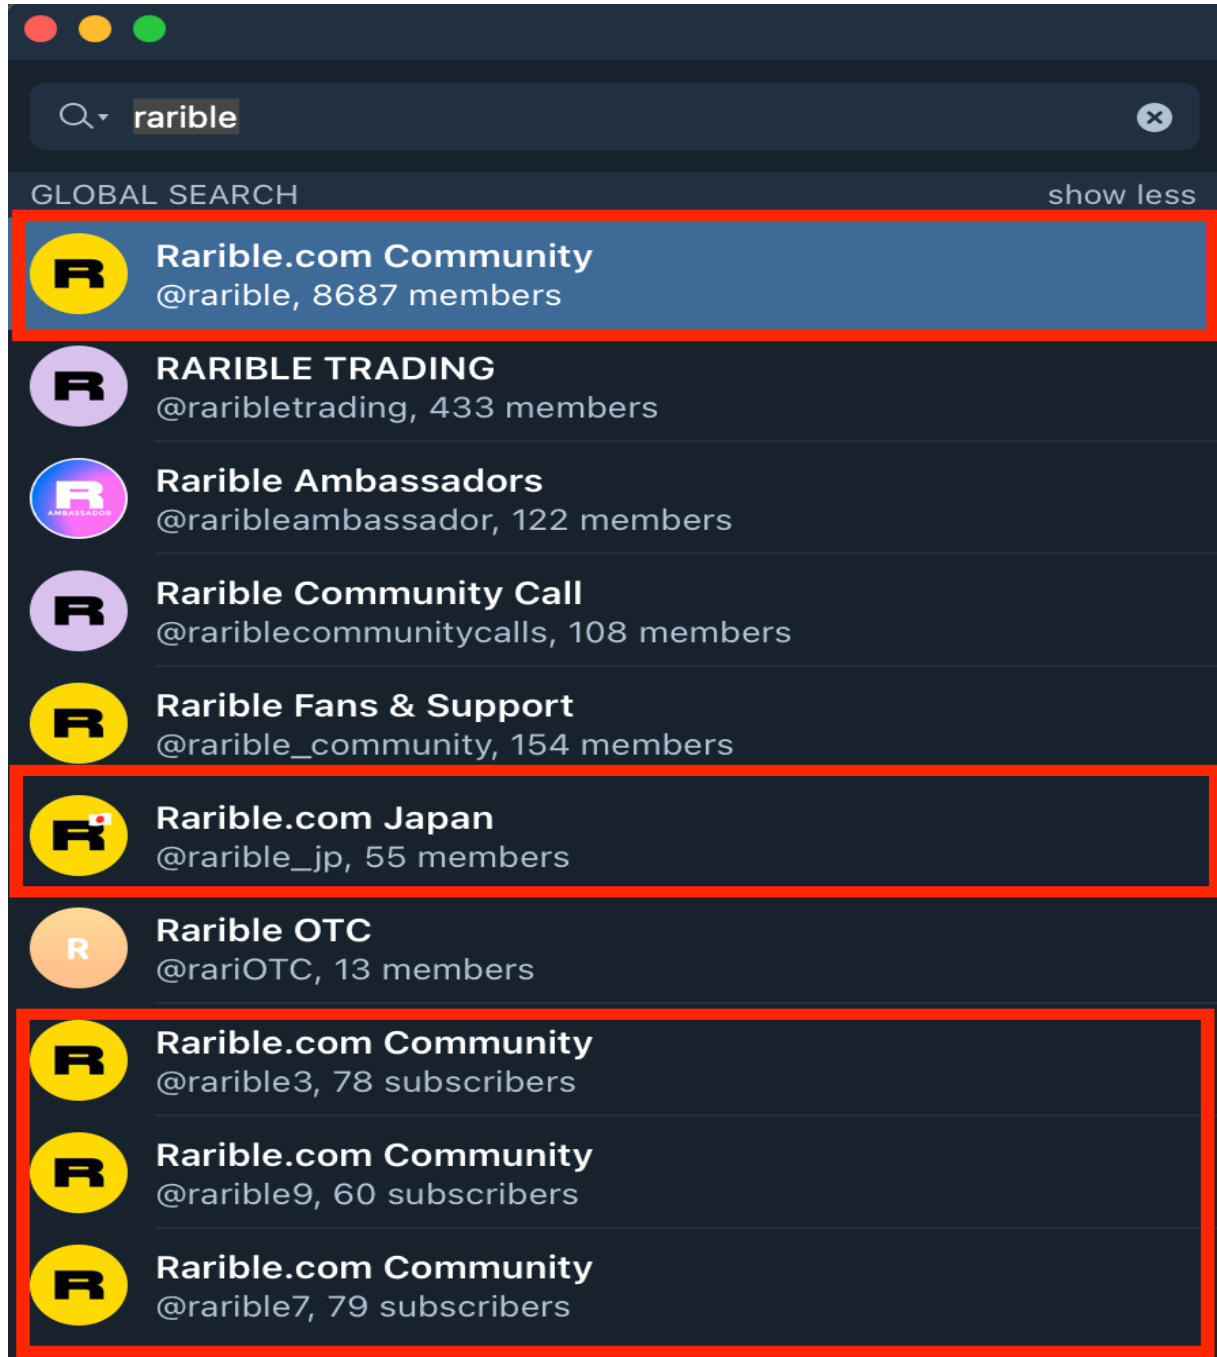 rarible
GLOBAL SEARCH show less
R
Rarible.com Community
@rarible, 8687 members
R
RARIBLE TRADING
@raribletrading, 433 members
R
AMBASSADOR
Rarible Ambassadors
@raribleambassador, 122 members
R
Rarible Community Call
@rariblecommunitycalls, 108 members
R
Rarible Fans & Support
@rarible_community, 154 members
R
Rarible.com Japan
@rarible_jp, 55 members
R
Rarible OTC
@rariOTC, 13 members
R
Rarible.com Community
@rarible3, 78 subscribers
R
Rarible.com Community
@rarible9, 60 subscribers
R
Rarible.com Community
@rarible7, 79 subscribers